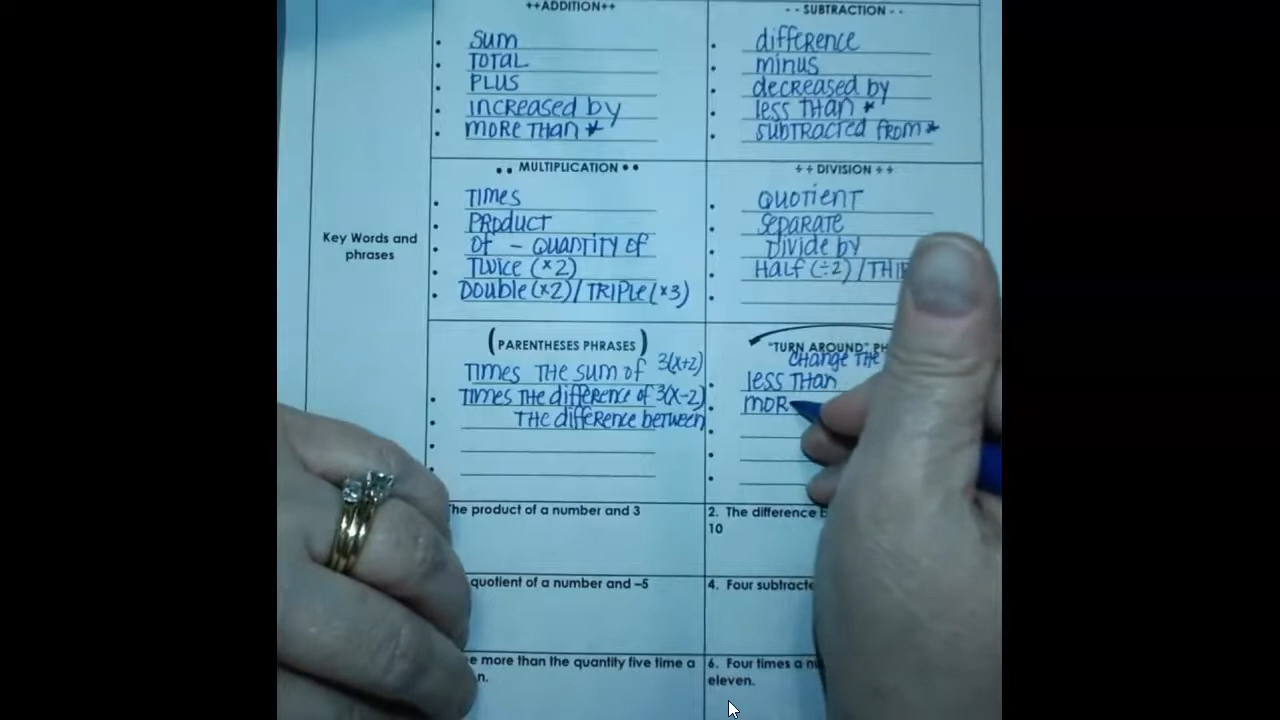 ++ADDITION++
- - SUBTRACTION - -
• SUM
• TOTAL
• PLUS
• INCREASED by
• MORE THAN *
• difference
• minus
• decreased by
• less THAN *
• SUBTRACTED FROM *
•• MULTIPLICATION ••
÷÷ DIVISION ÷÷
• TIMES
• PRODUCT
• Of - QUANTITY OF
• TWICE (×2)
• DOUBLE (×2) / TRIPLE (×3)
• QUOTIENT
• SEPARATE
• Divide by
• HALF (÷2) /
Key Words and
phrases
(PARENTHESES PHRASES)
TIMES THE SUM OF 3(x+2)
• TIMES THE difference of 3(x-2)
• THE difference between
"TURN AROUND"
CHANGE THE
• less THAN
• MOR
The product of a number and 3
2. The difference
10
quotient of a number and –5
4. Four
more than the quantity five time a
6. Four times a
eleven.